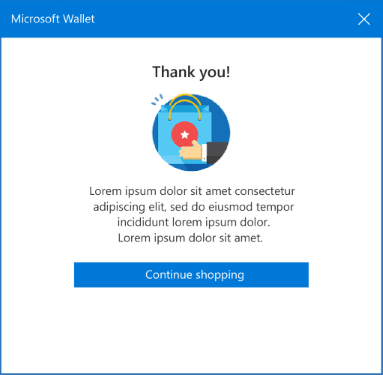 Microsoft Wallet
Thank you!
Lorem ipsum dolor sit amet consectetur
adipiscing elit, sed do eiusmod tempor
incididunt lorem ipsum dolor.
Lorem ipsum dolor sit amet.
Continue shopping